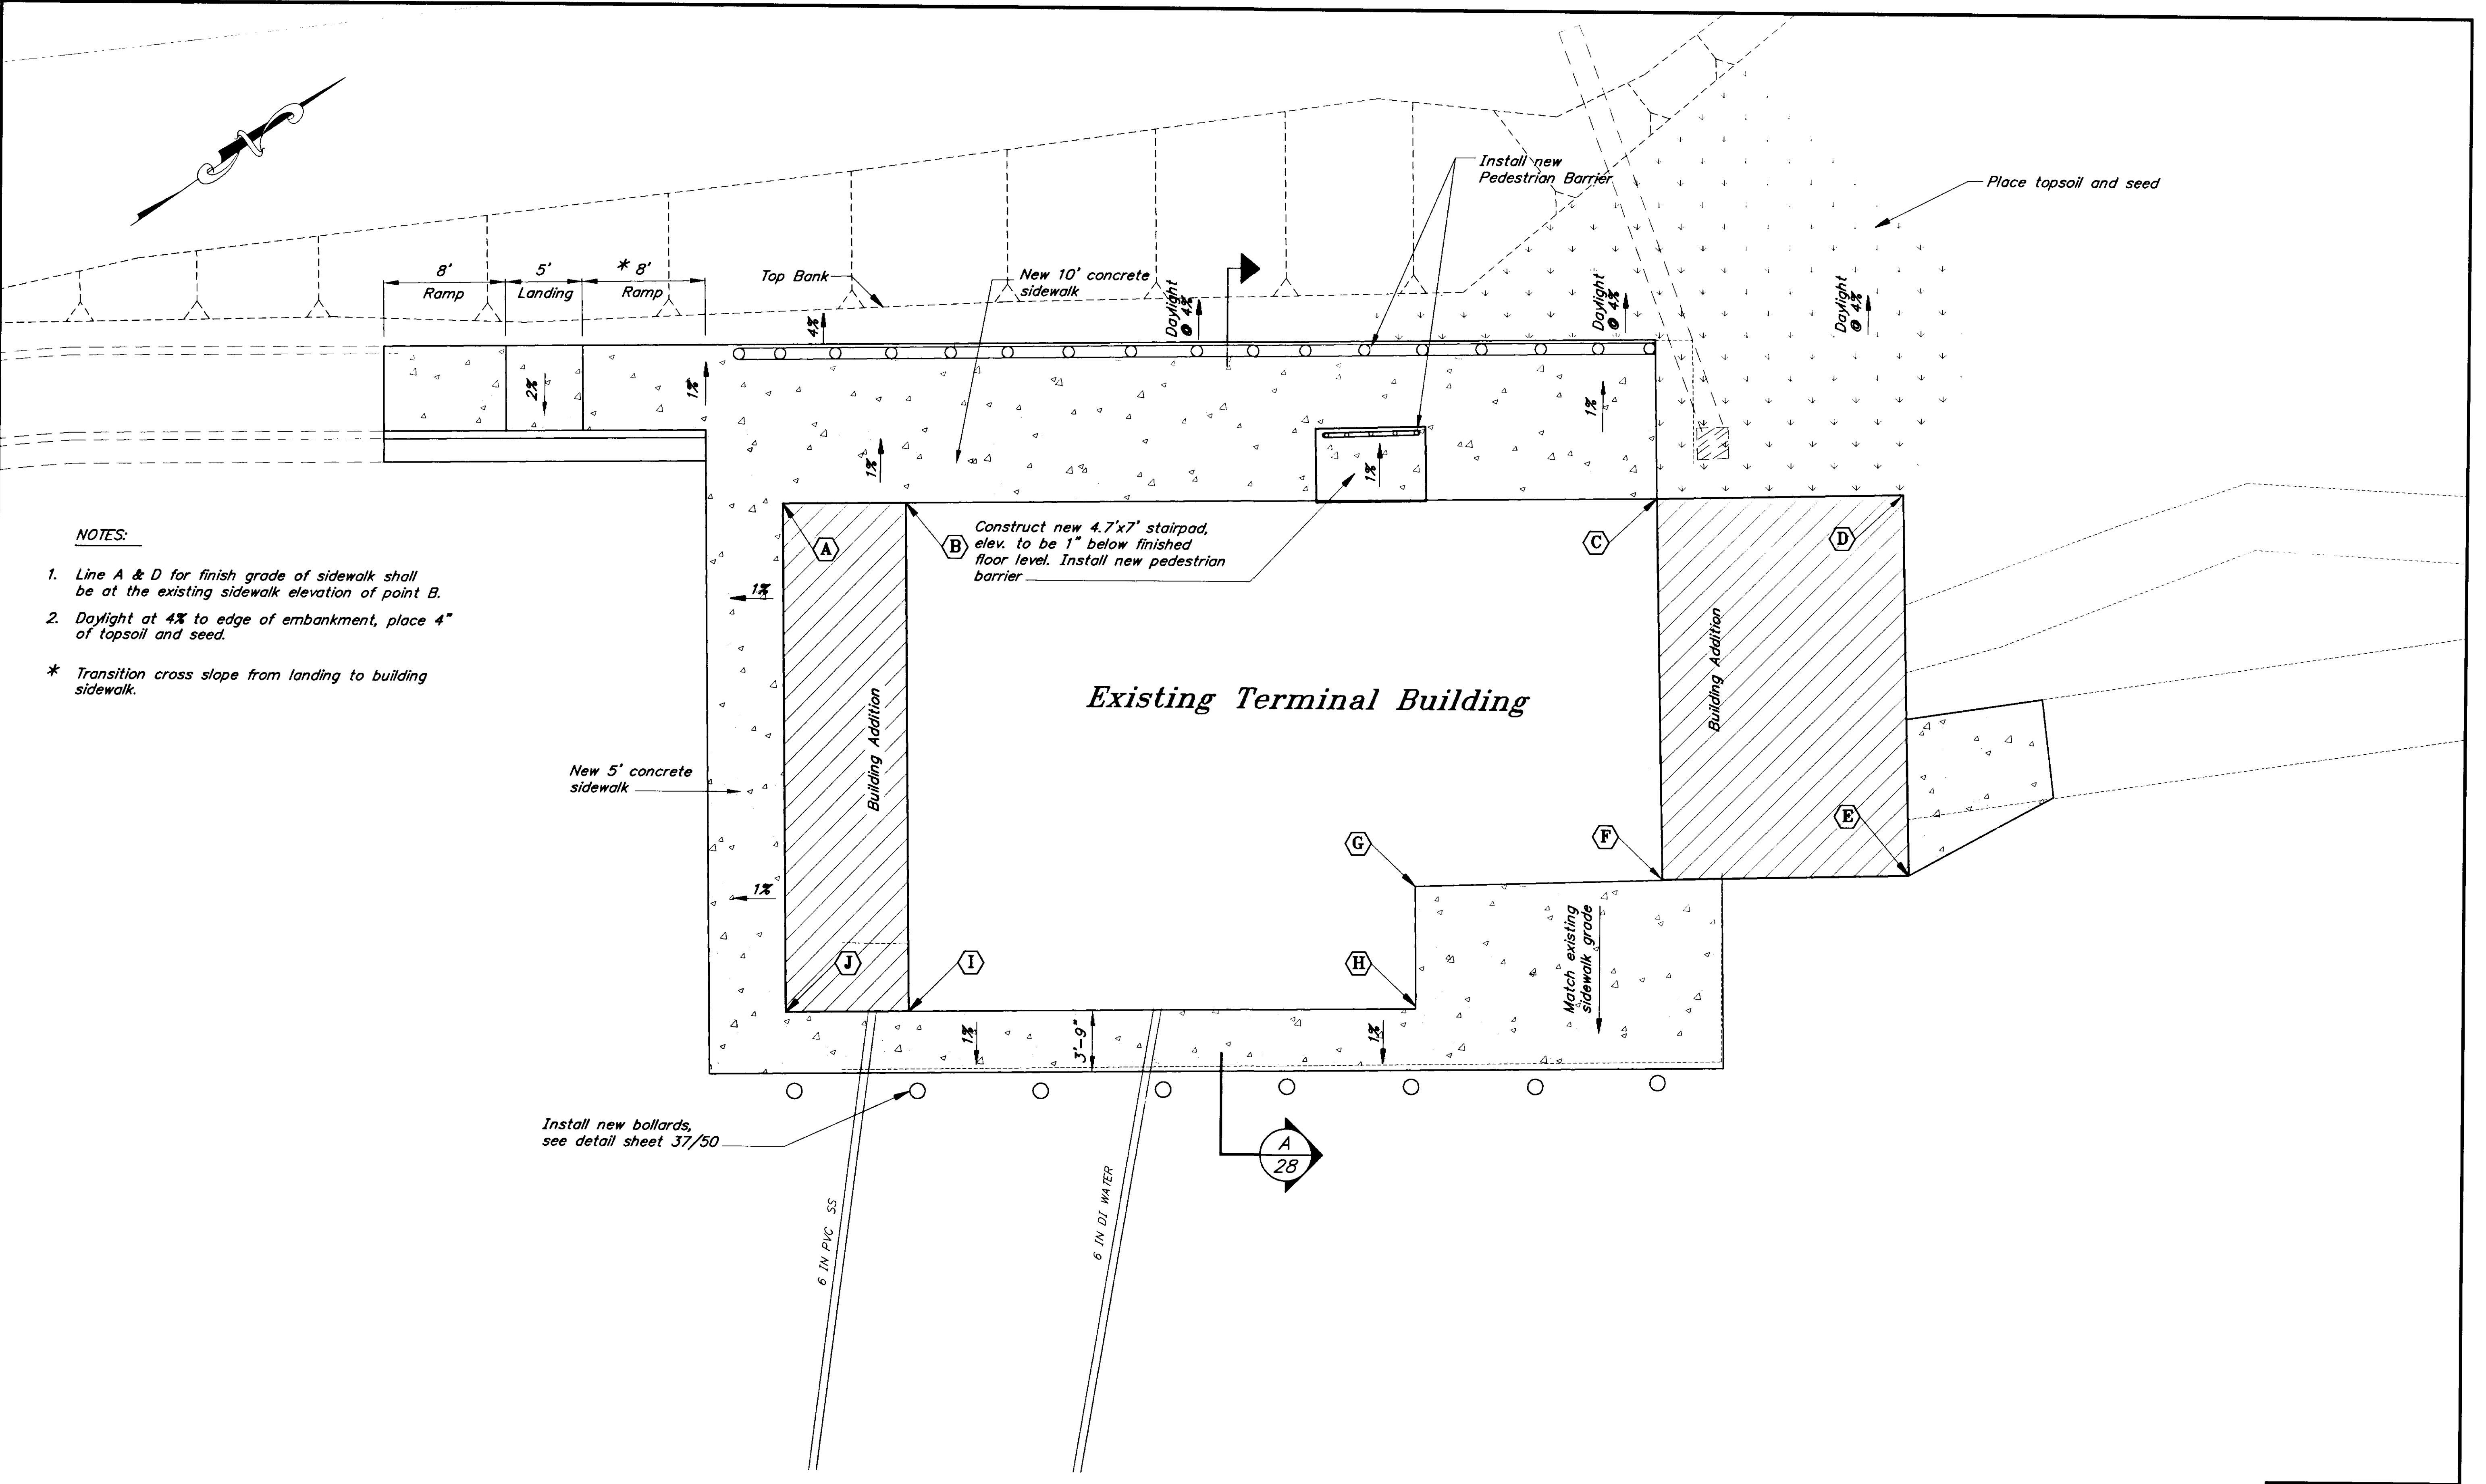 Install new
Pedestrian Barrier
Place topsoil and seed
8'
Ramp
5'
Landing
* 8'
Ramp
Top Bank
New 10' concrete
sidewalk
4%
Daylight
@ 4%
Daylight
@ 4%
Daylight
@ 4%
2%
1%
1%
1%
1%
NOTES:
1. Line A & D for finish grade of sidewalk shall
be at the existing sidewalk elevation of point B.
2. Daylight at 4% to edge of embankment, place 4"
of topsoil and seed.
* Transition cross slope from landing to building
sidewalk.
A
B
Construct new 4.7'x7' stairpad,
elev. to be 1" below finished
floor level. Install new pedestrian
barrier
C
D
1%
Building Addition
Existing Terminal Building
Building Addition
New 5' concrete
sidewalk
1%
G
F
E
J
I
H
Match existing
sidewalk grade
1%
3'-9"
1%
Install new bollards,
see detail sheet 37/50
A
28
6 IN PVC SS
6 IN DI WATER